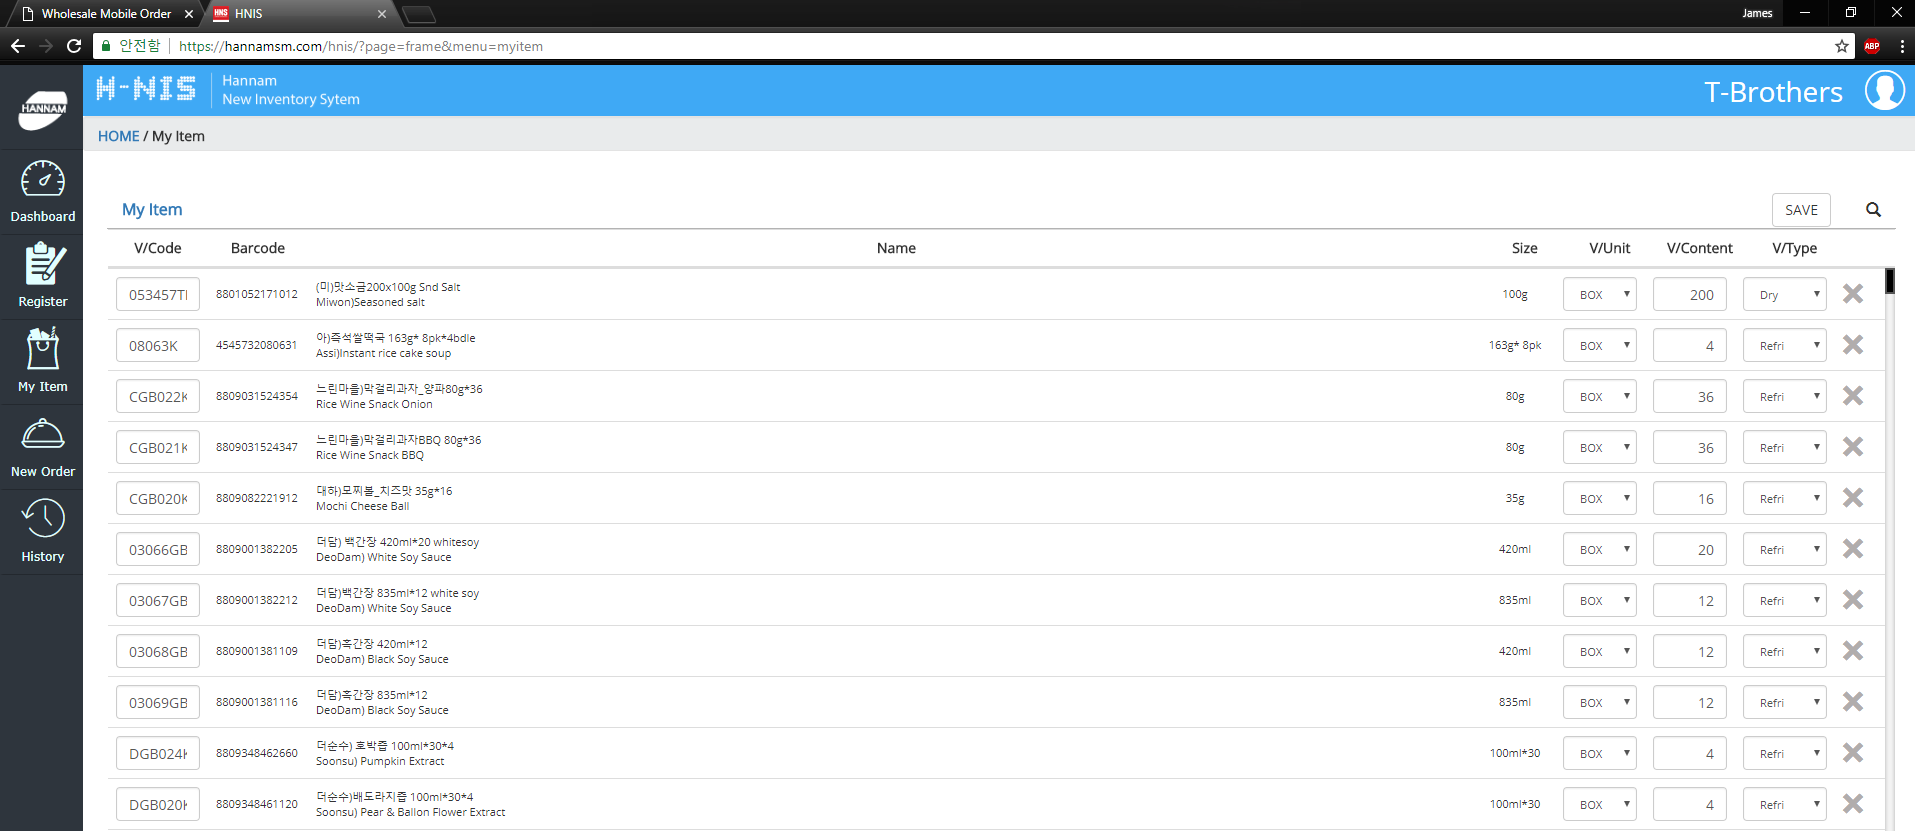 Wholesale Mobile Order
HNS HNIS
James
안전함 https://hannamsm.com/hnis/?page=frame&menu=myitem
ABP
HANNAM
H-NIS
Hannam
New Inventory Sytem
T-Brothers
HOME / My Item
Dashboard
Register
My Item
New Order
History
My Item
SAVE
V/Code Barcode Name Size V/Unit V/Content V/Type
053457TI 8801052171012 (미)맛소금200x100g Snd Salt
Miwon)Seasoned salt
100g BOX 200 Dry
08063K 4545732080631 아)즉석쌀떡국 163g* 8pk*4bdle
Assi)Instant rice cake soup
163g* 8pk BOX 4 Refri
CGB022K 8809031524354 느린마을)막걸리과자_양파80g*36
Rice Wine Snack Onion
80g BOX 36 Refri
CGB021K 8809031524347 느린마을)막걸리과자BBQ 80g*36
Rice Wine Snack BBQ
80g BOX 36 Refri
CGB020K 8809082221912 대하)모찌볼_치즈맛 35g*16
Mochi Cheese Ball
35g BOX 16 Refri
03066GB 8809001382205 더담) 백간장 420ml*20 whitesoy
DeoDam) White Soy Sauce
420ml BOX 20 Refri
03067GB 8809001382212 더담)백간장 835ml*12 white soy
DeoDam) White Soy Sauce
835ml BOX 12 Refri
03068GB 8809001381109 더담)흑간장 420ml*12
DeoDam) Black Soy Sauce
420ml BOX 12 Refri
03069GB 8809001381116 더담)흑간장 835ml*12
DeoDam) Black Soy Sauce
835ml BOX 12 Refri
DGB024K 8809348462660 더순수) 호박즙 100ml*30*4
Soonsu) Pumpkin Extract
100ml*30 BOX 4 Refri
DGB020K 8809348461120 더순수)배도라지즙 100ml*30*4
Soonsu) Pear & Ballon Flower Extract
100ml*30 BOX 4 Refri